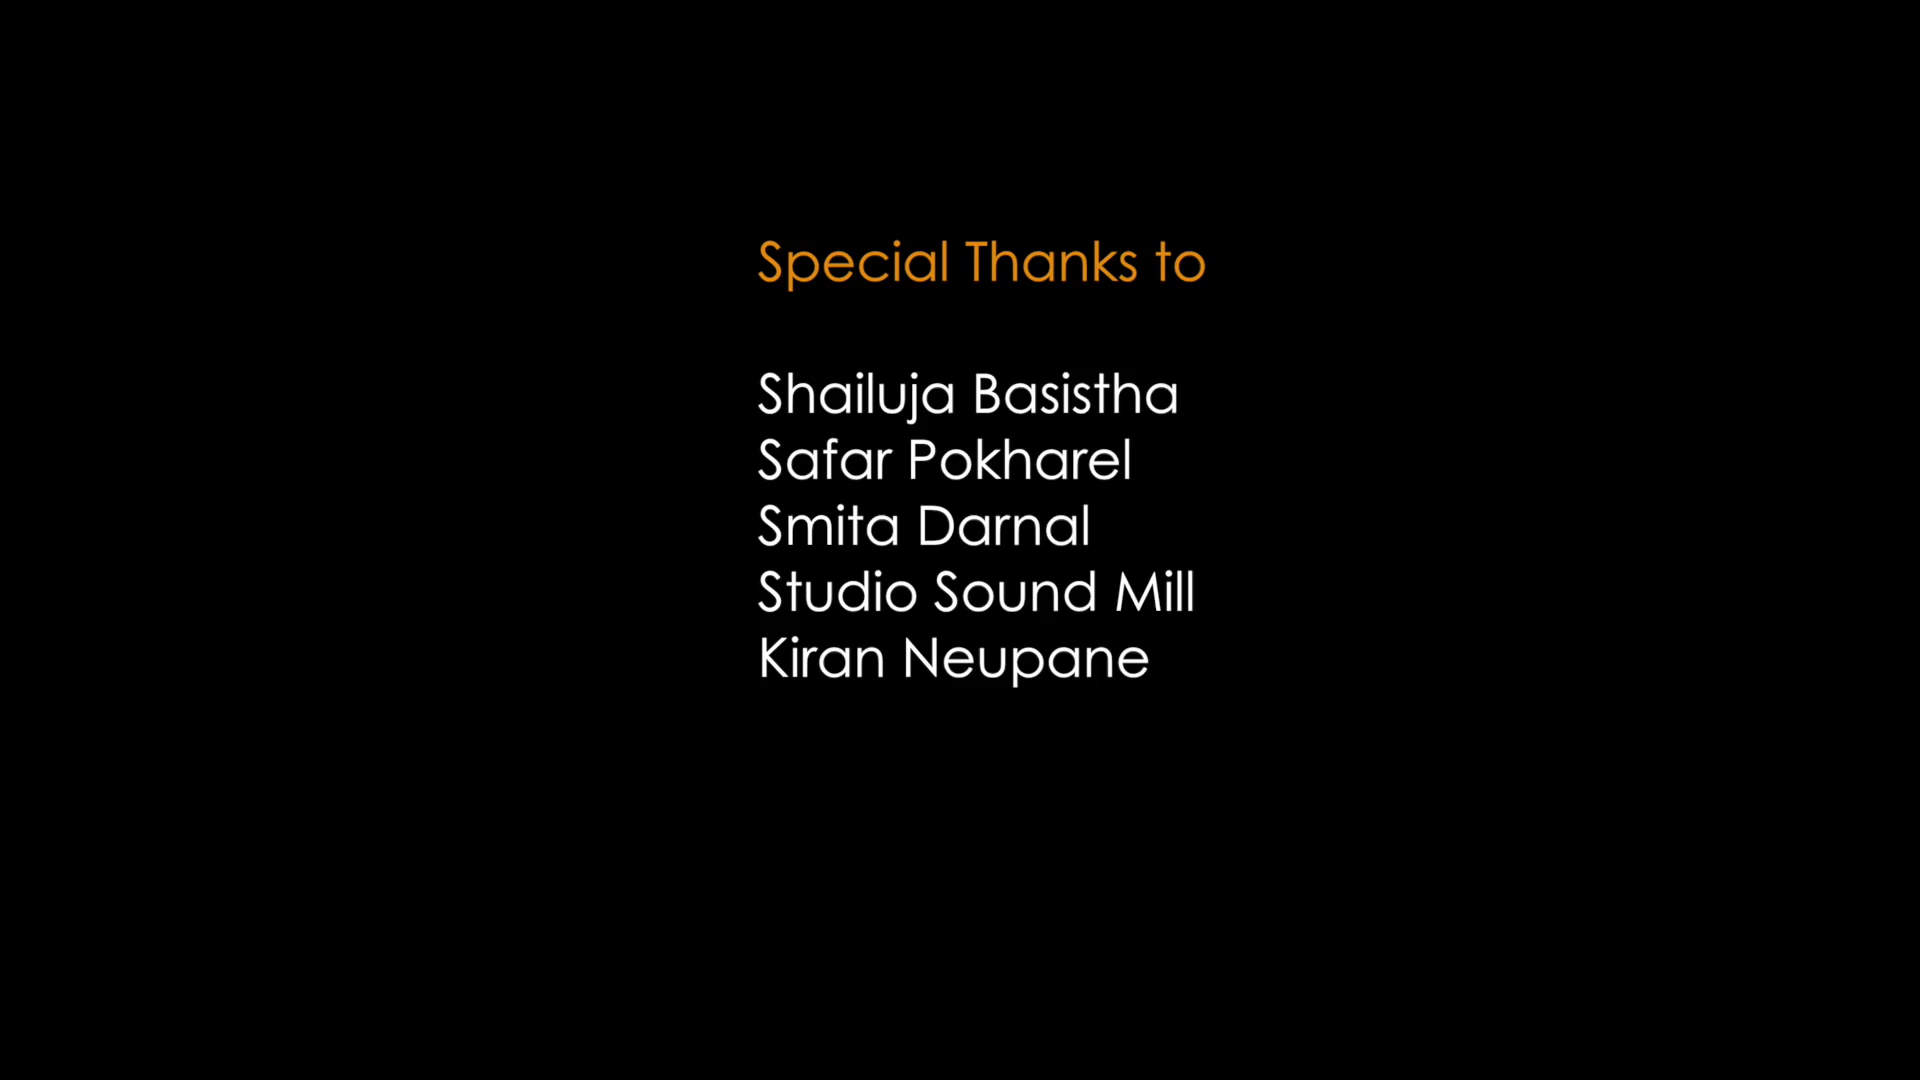 Special Thanks to
Shailuja Basistha
Safar Pokharel
Smita Darnal
Studio Sound Mill
Kiran Neupane